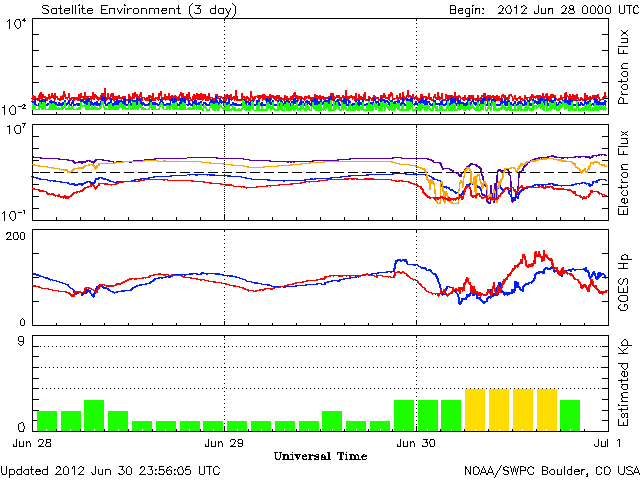 Satellite Environment (3 day) Begin: 2012 Jun 28 0000 UTC
10⁴
10⁻²
Proton Flux
10⁷
10⁻¹
Electron Flux
200
0
GOES Hp
9
0
Estimated Kp
Jun 28 Jun 29 Jun 30 Jul 1
Universal Time
Updated 2012 Jun 30 23:56:05 UTC NOAA/SWPC Boulder, CO USA